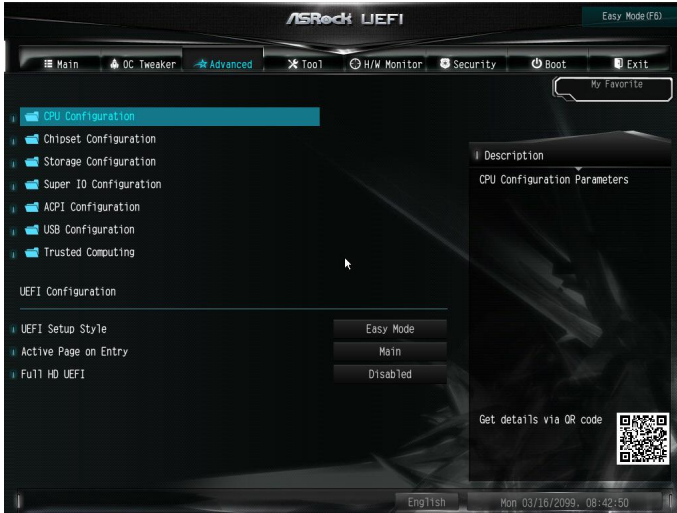 ASRock UEFI
Easy Mode(F6)
Main
OC Tweaker
Advanced
Tool
H/W Monitor
Security
Boot
Exit
My Favorite
CPU Configuration
Chipset Configuration
Storage Configuration
Super IO Configuration
ACPI Configuration
USB Configuration
Trusted Computing
UEFI Configuration
UEFI Setup Style
Easy Mode
Active Page on Entry
Main
Full HD UEFI
Disabled
Description
CPU Configuration Parameters
Get details via QR code
English
Mon 03/16/2099. 08:42:50